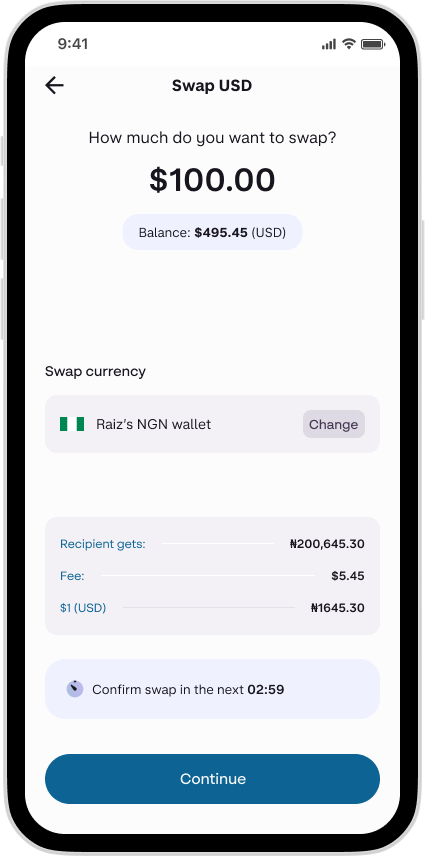 9:41
Swap USD
How much do you want to swap?
$100.00
Balance: $495.45 (USD)
Swap currency
Raiz’s NGN wallet
Change
Recipient gets: ₦200,645.30
Fee: $5.45
$1 (USD) ₦1645.30
Confirm swap in the next 02:59
Continue